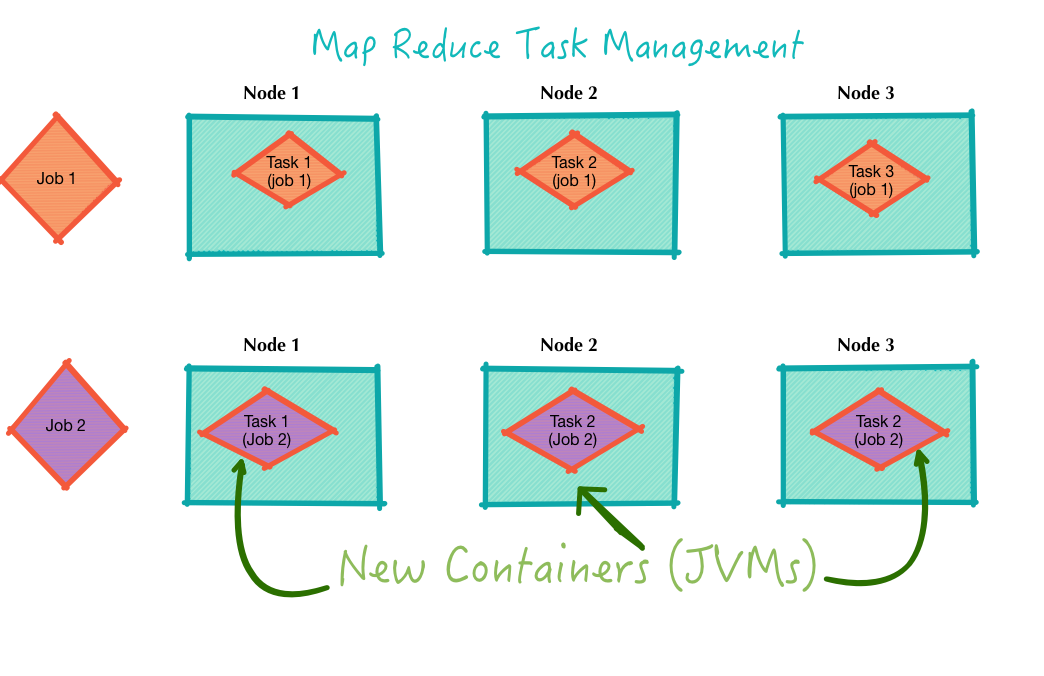 Map Reduce Task Management
Node 1
Node 2
Node 3
Job 1
Task 1
(job 1)
Task 2
(job 1)
Task 3
(job 1)
Node 1
Node 2
Node 3
Job 2
Task 1
(Job 2)
Task 2
(Job 2)
Task 2
(Job 2)
New Containers (JVMs)